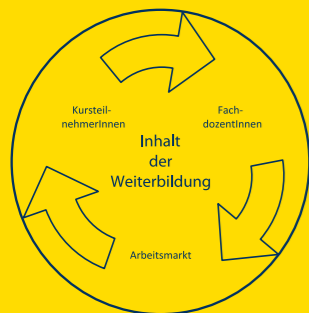 Kursteil-
nehmerInnen
Fach-
dozentInnen
Inhalt
der
Weiterbildung
Arbeitsmarkt